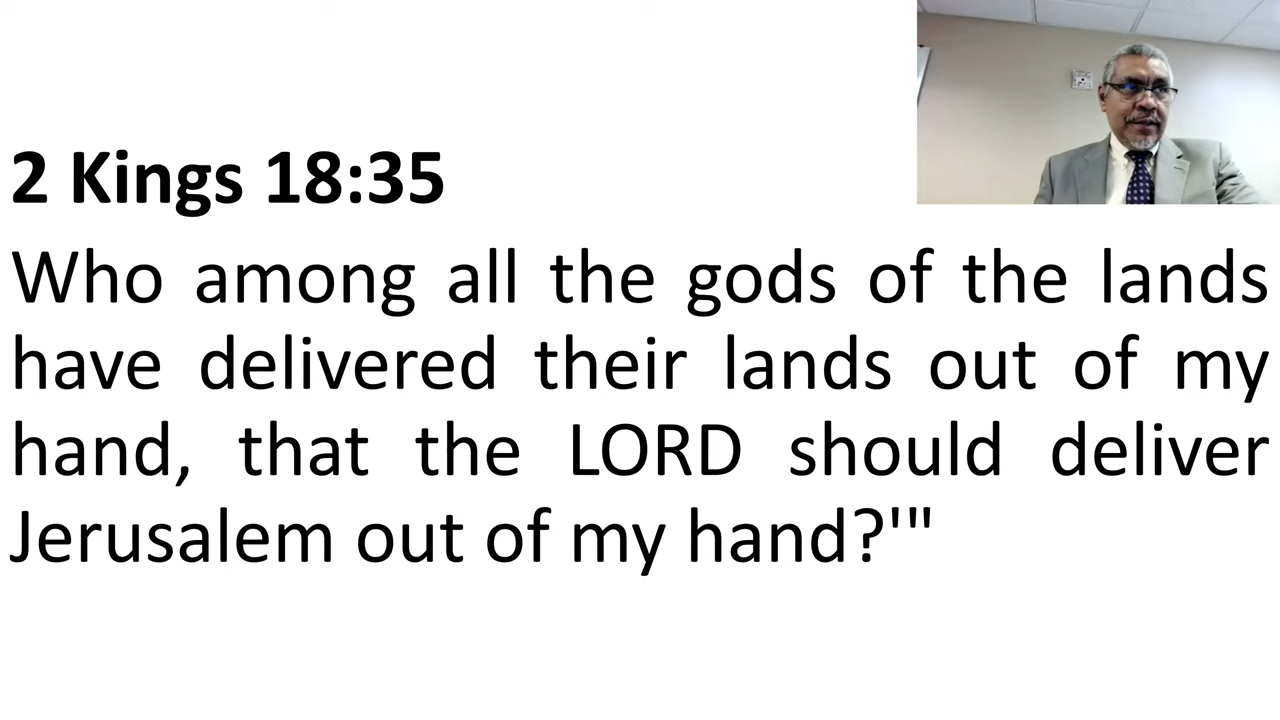 2 Kings 18:35
Who among all the gods of the lands
have delivered their lands out of my
hand, that the LORD should deliver
Jerusalem out of my hand?'"